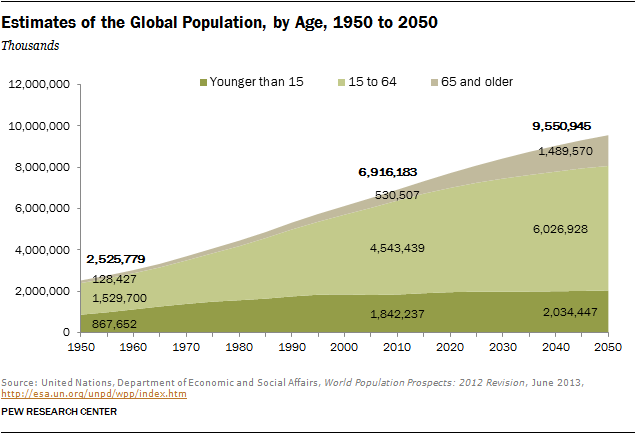 Estimates of the Global Population, by Age, 1950 to 2050
Thousands
Younger than 15 15 to 64 65 and older
12,000,000
10,000,000
8,000,000
6,000,000
4,000,000
2,000,000
0
9,550,945
1,489,570
6,916,183
530,507
6,026,928
4,543,439
2,525,779
128,427
1,529,700
867,652
1,842,237
2,034,447
1950 1960 1970 1980 1990 2000 2010 2020 2030 2040 2050
Source: United Nations, Department of Economic and Social Affairs, World Population Prospects: 2012 Revision, June 2013,
http://esa.un.org/unpd/wpp/index.htm
PEW RESEARCH CENTER